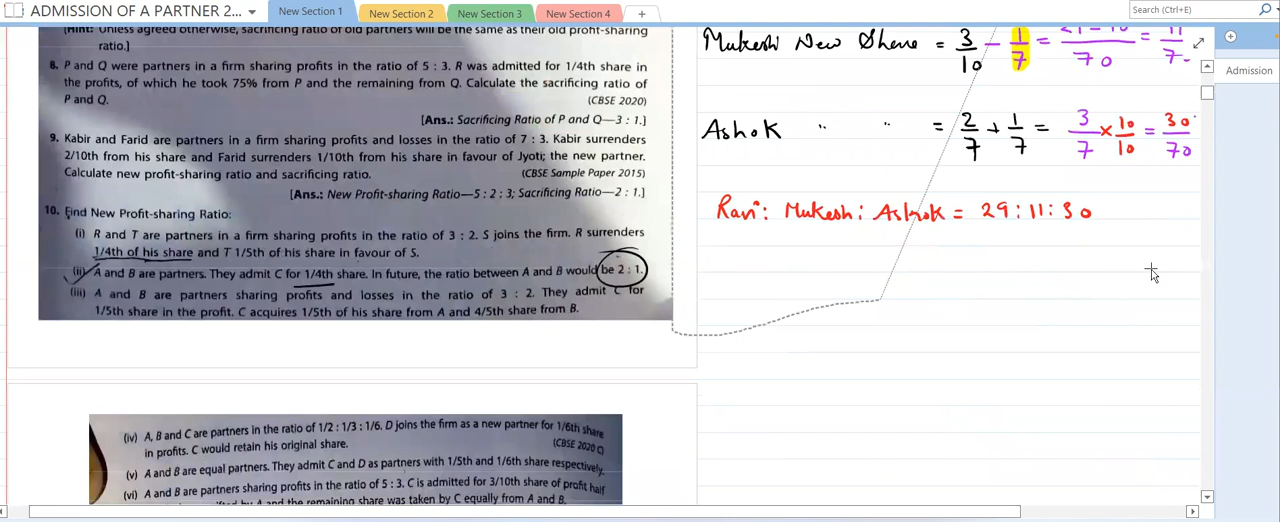 ADMISSION OF A PARTNER 2...
New Section 1
New Section 2
New Section 3
New Section 4
Search (Ctrl+E)
Admission
[Hint: Unless agreed otherwise, sacrificing ratio of old partners will be the same as their old profit-sharing
ratio.]
8. P and Q were partners in a firm sharing profits in the ratio of 5 : 3. R was admitted for 1/4th share in
the profits, of which he took 75% from P and the remaining from Q. Calculate the sacrificing ratio of
P and Q. (CBSE 2020)
[Ans.: Sacrificing Ratio of P and Q—3 : 1.]
9. Kabir and Farid are partners in a firm sharing profits and losses in the ratio of 7 : 3. Kabir surrenders
2/10th from his share and Farid surrenders 1/10th from his share in favour of Jyoti; the new partner.
Calculate new profit-sharing ratio and sacrificing ratio. (CBSE Sample Paper 2015)
[Ans.: New Profit-sharing Ratio—5 : 2 : 3; Sacrificing Ratio—2 : 1.]
10. Find New Profit-sharing Ratio:
(i) R and T are partners in a firm sharing profits in the ratio of 3 : 2. S joins the firm. R surrenders
1/4th of his share and T 1/5th of his share in favour of S.
(ii) A and B are partners. They admit C for 1/4th share. In future, the ratio between A and B would be 2 : 1.
(iii) A and B are partners sharing profits and losses in the ratio of 3 : 2. They admit C for
1/5th share in the profit. C acquires 1/5th of his share from A and 4/5th share from B.
(iv) A, B and C are partners in the ratio of 1/2 : 1/3 : 1/6. D joins the firm as a new partner for 1/6th share
in profits. C would retain his original share. (CBSE 2020 C)
(v) A and B are equal partners. They admit C and D as partners with 1/5th and 1/6th share respectively.
(vi) A and B are partners sharing profits in the ratio of 5 : 3. C is admitted for 3/10th share of profit half
and the remaining share was taken by C equally from A and B.
Mukesh New Share = 3/10 - 1/7 = /70 = 11/7
Ashok " " = 2/7 + 1/7 = 3/7 × 10/10 = 30/70
Ravi : Mukesh : Ashok = 29 : 11 : 30